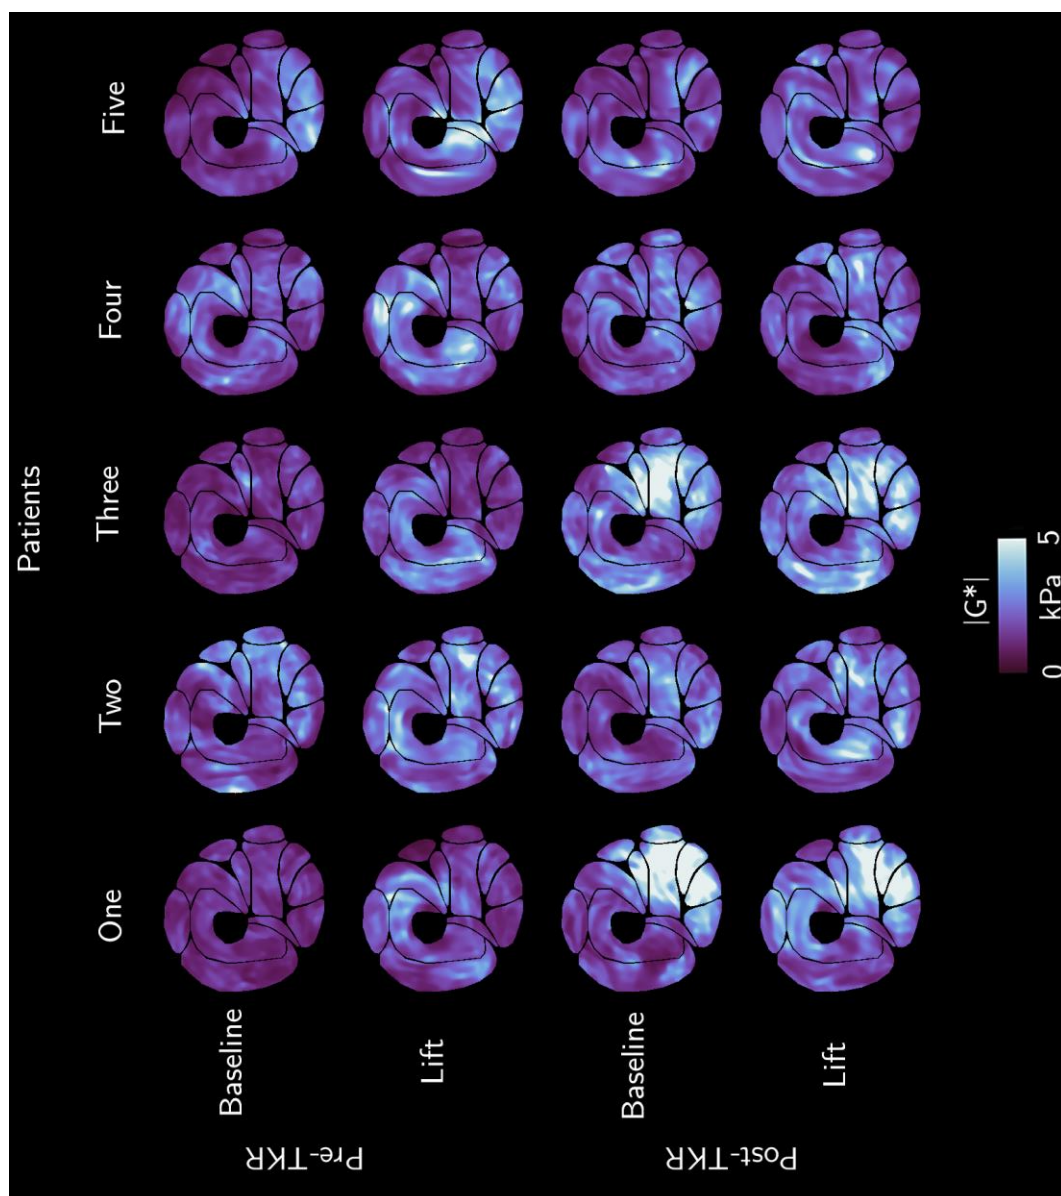 Patients
One Two Three Four Five
Pre-TKR
Baseline
Lift
Post-TKR
Baseline
Lift
|G*|
0 5
kPa